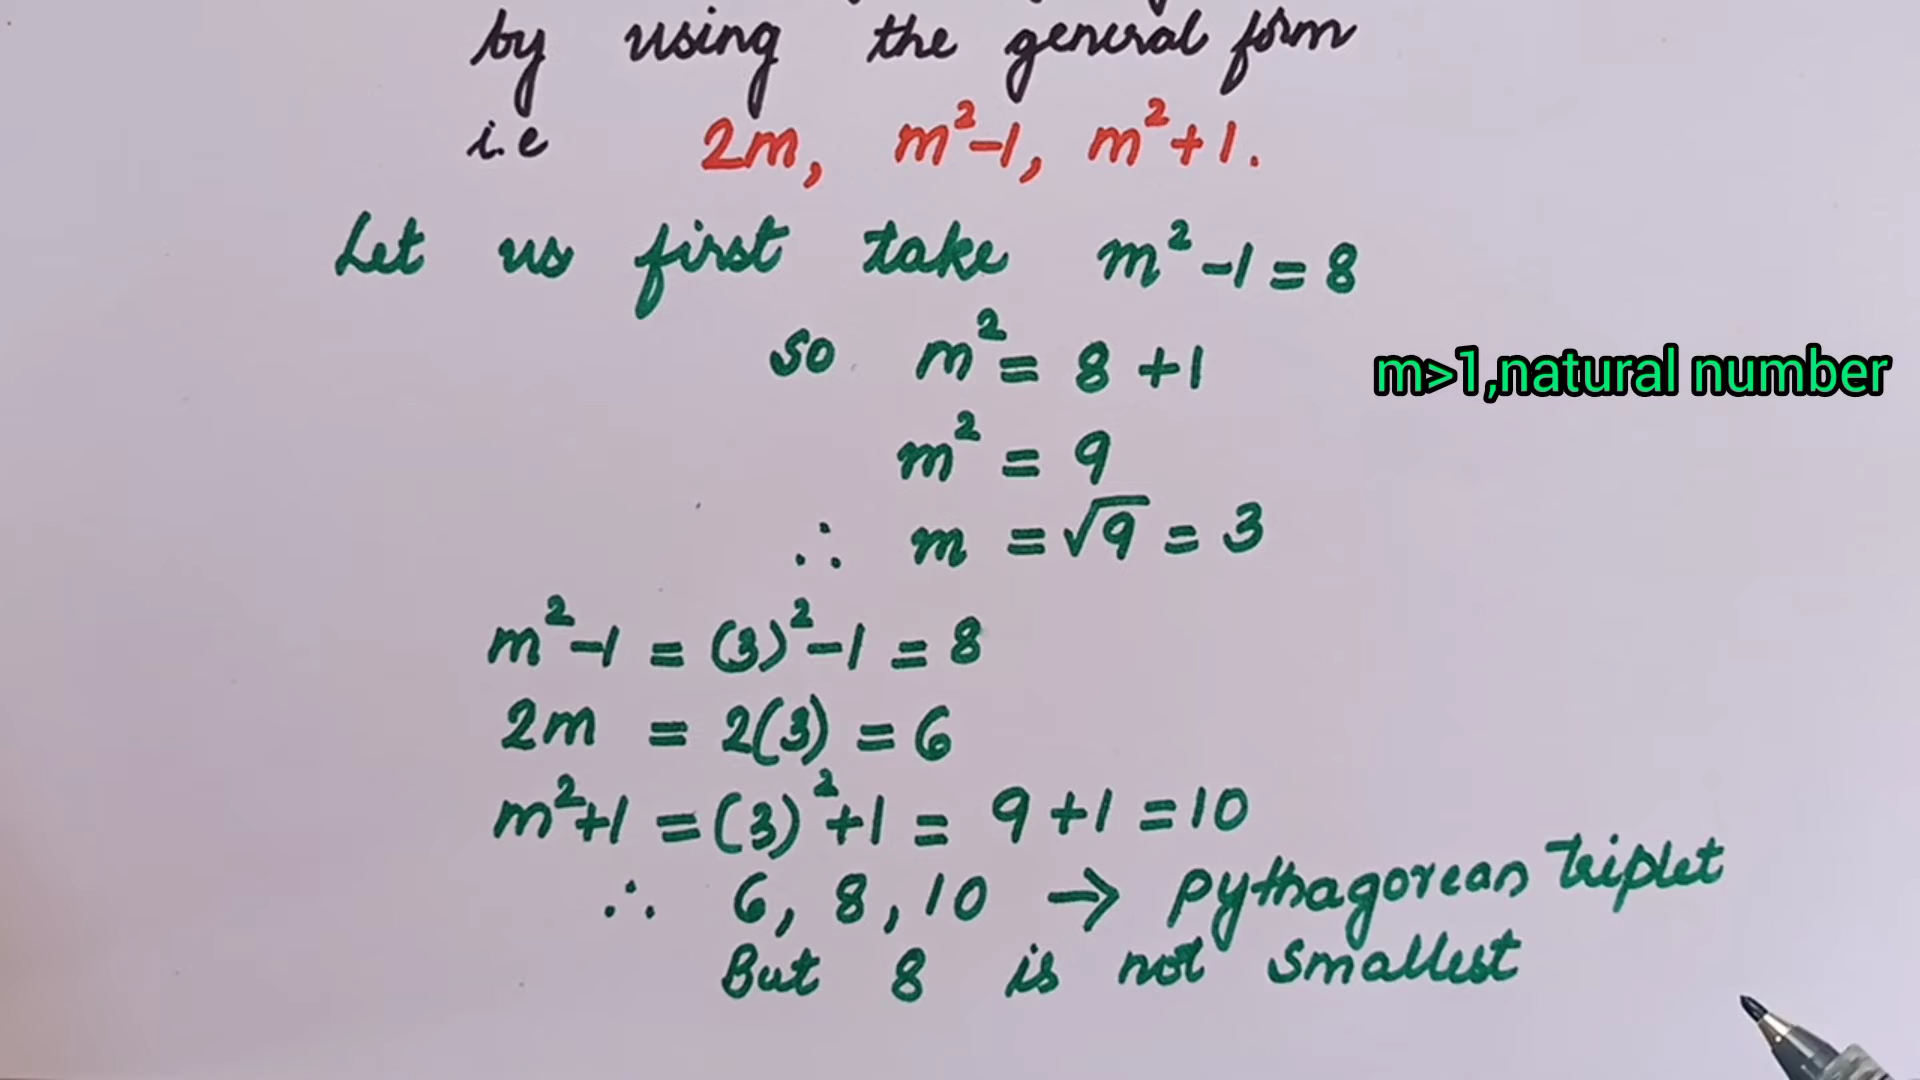 by using the general form
i.e 2m, m²-1, m²+1.
Let us first take m²-1=8
so m²= 8+1
m>1,natural number
m² = 9
∴ m =√9 = 3
m²-1 = (3)²-1 = 8
2m = 2(3) = 6
m²+1 =(3)²+1 = 9+1 =10
∴ 6, 8, 10 → Pythagorean triplet
But 8 is not smallest